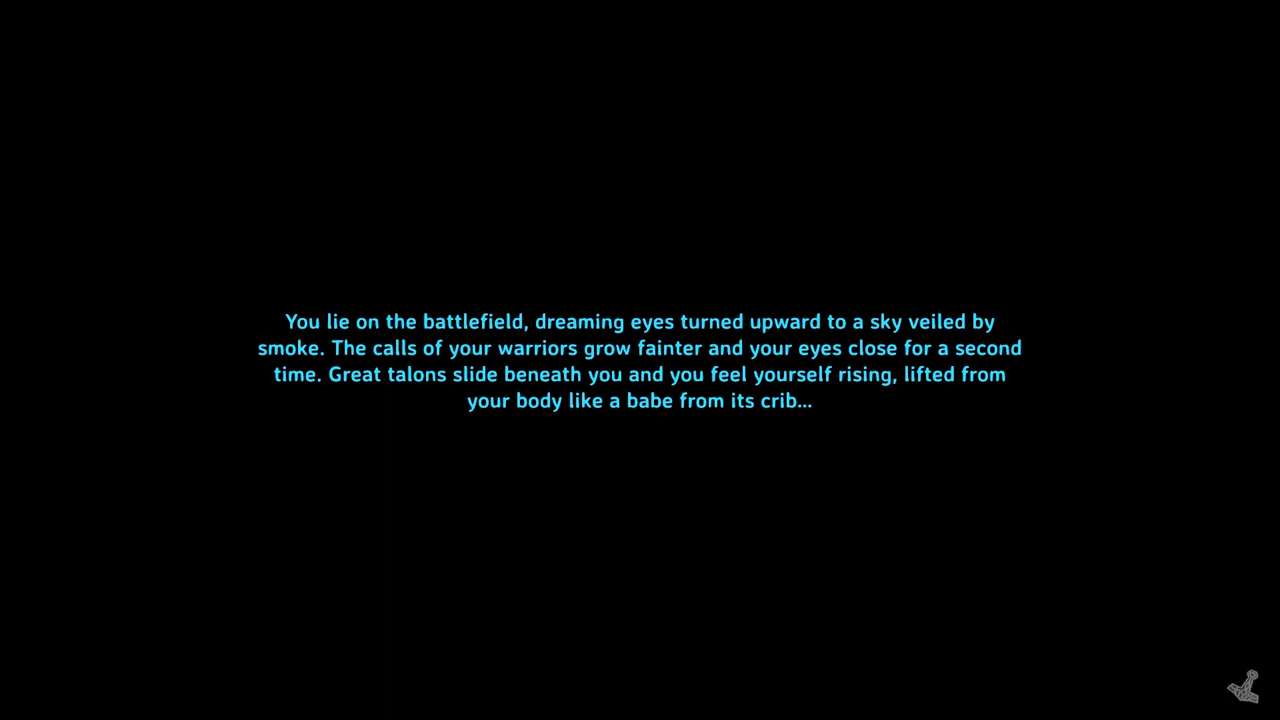 You lie on the battlefield, dreaming eyes turned upward to a sky veiled by
smoke. The calls of your warriors grow fainter and your eyes close for a second
time. Great talons slide beneath you and you feel yourself rising, lifted from
your body like a babe from its crib...